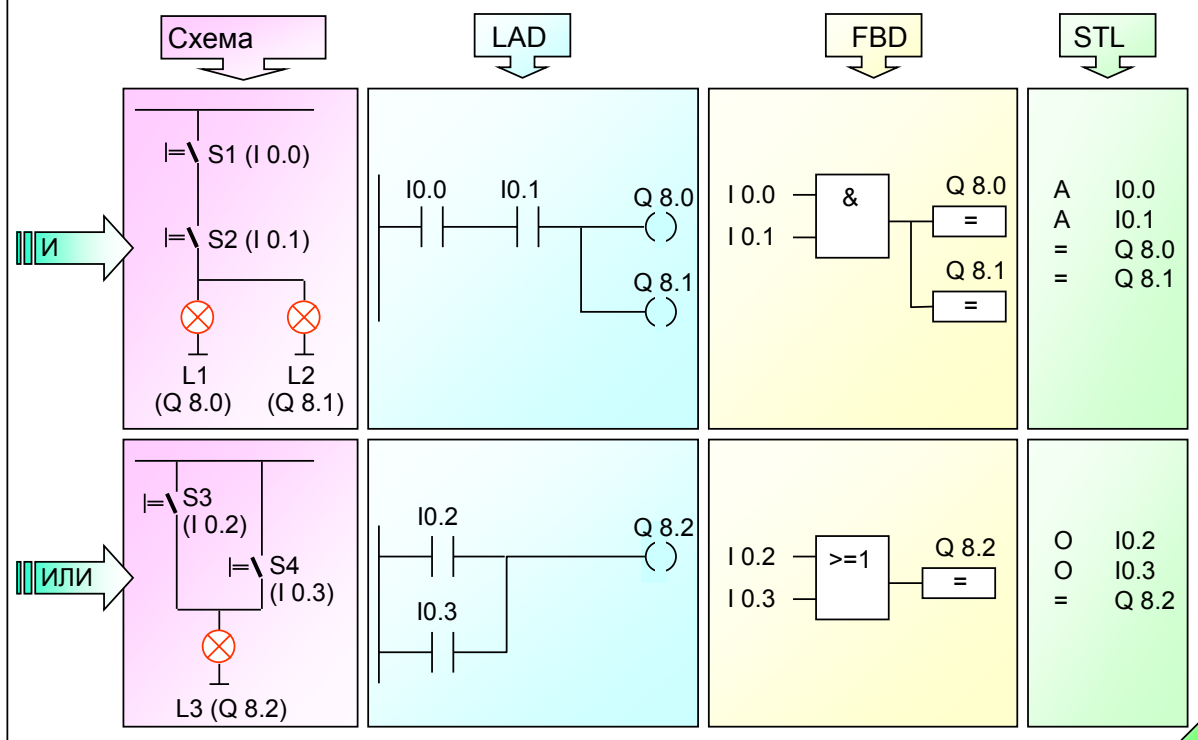 Схема
LAD
FBD
STL
И
S1 (I 0.0)
S2 (I 0.1)
L1
(Q 8.0)
L2
(Q 8.1)
I0.0
I0.1
Q 8.0
Q 8.1
I 0.0
I 0.1
&
Q 8.0
=
Q 8.1
=
A I0.0
A I0.1
= Q 8.0
= Q 8.1
ИЛИ
S3
(I 0.2)
S4
(I 0.3)
L3 (Q 8.2)
I0.2
I0.3
Q 8.2
I 0.2
I 0.3
>=1
Q 8.2
=
O I0.2
O I0.3
= Q 8.2